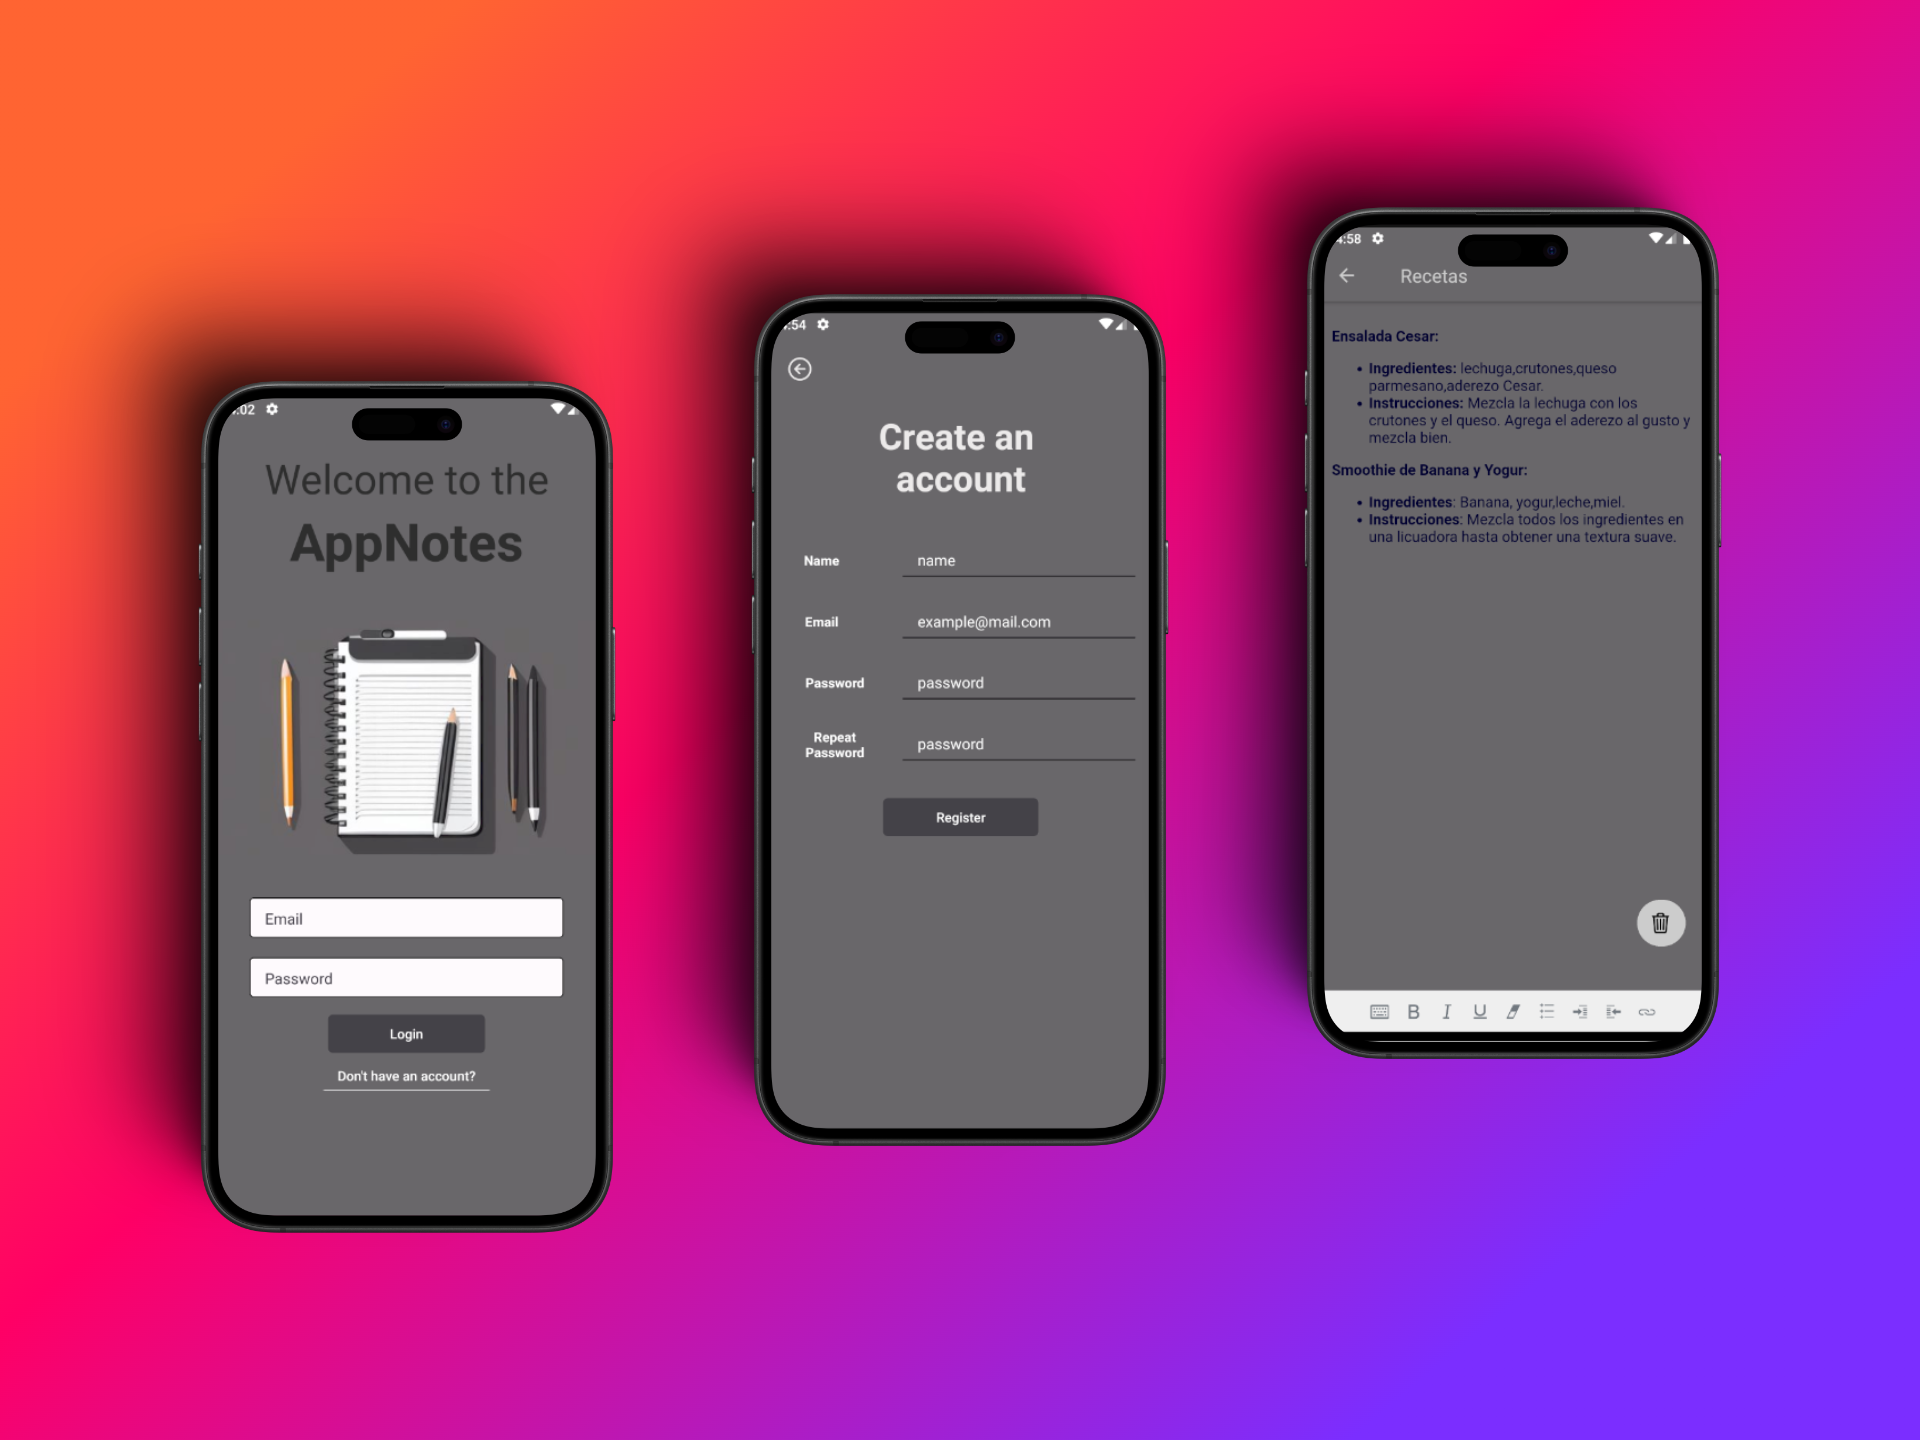 :02
Welcome to the
AppNotes
Email
Password
Login
Don't have an account?
:54
Create an
account
Name
name
Email
example@mail.com
Password
password
Repeat
Password
password
Register
4:58
Recetas
Ensalada Cesar:
• Ingredientes: lechuga,crutones,queso
parmesano,aderezo Cesar.
• Instrucciones: Mezcla la lechuga con los
crutones y el queso. Agrega el aderezo al gusto y
mezcla bien.
Smoothie de Banana y Yogur:
• Ingredientes: Banana, yogur,leche,miel.
• Instrucciones: Mezcla todos los ingredientes en
una licuadora hasta obtener una textura suave.
B I U